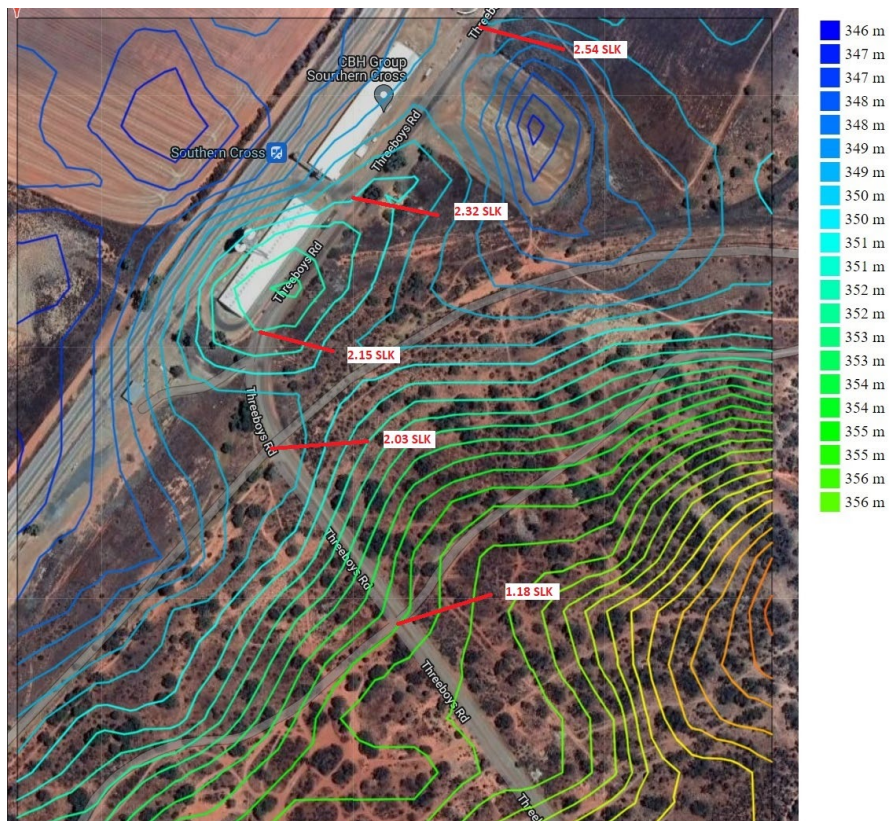 Threeboys
2.54 SLK
CBH Group
Sourthern Cross
Threeboys Rd
Southern Cross
2.32 SLK
Threeboys Rd
2.15 SLK
Threeboys Rd
2.03 SLK
Threeboys Rd
1.18 SLK
Threeboys Rd
Threeboys Rd
346 m
347 m
347 m
348 m
348 m
349 m
349 m
350 m
350 m
351 m
351 m
352 m
352 m
353 m
353 m
354 m
354 m
355 m
355 m
356 m
356 m